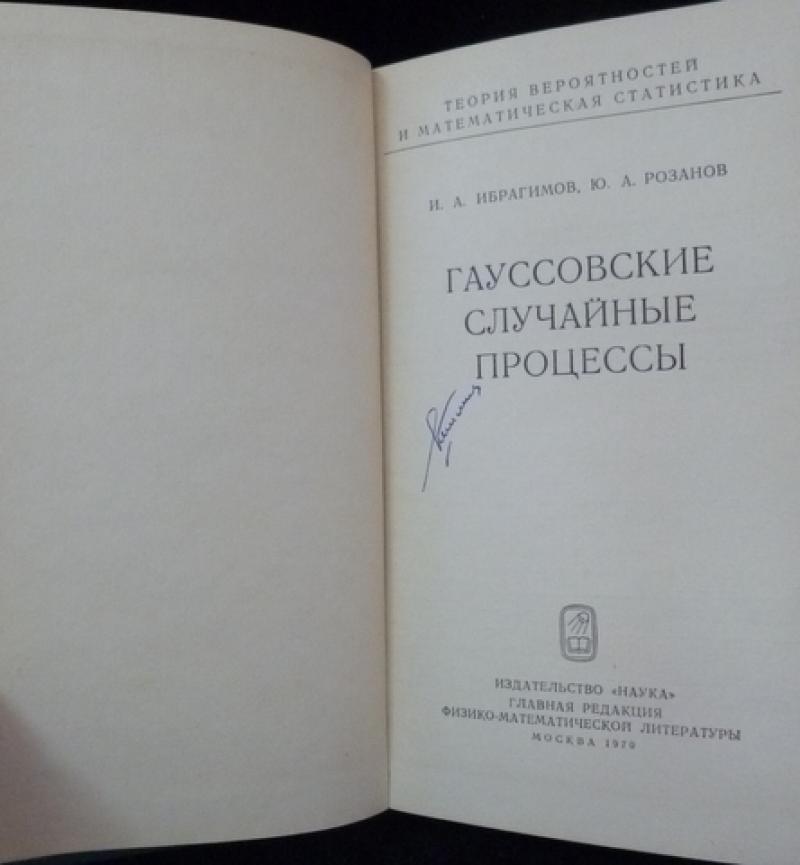 ТЕОРИЯ ВЕРОЯТНОСТЕЙ
И МАТЕМАТИЧЕСКАЯ СТАТИСТИКА
И. А. ИБРАГИМОВ, Ю. А. РОЗАНОВ
ГАУССОВСКИЕ
СЛУЧАЙНЫЕ
ПРОЦЕССЫ
ИЗДАТЕЛЬСТВО «НАУКА»
ГЛАВНАЯ РЕДАКЦИЯ
ФИЗИКО-МАТЕМАТИЧЕСКОЙ ЛИТЕРАТУРЫ
МОСКВА 1970